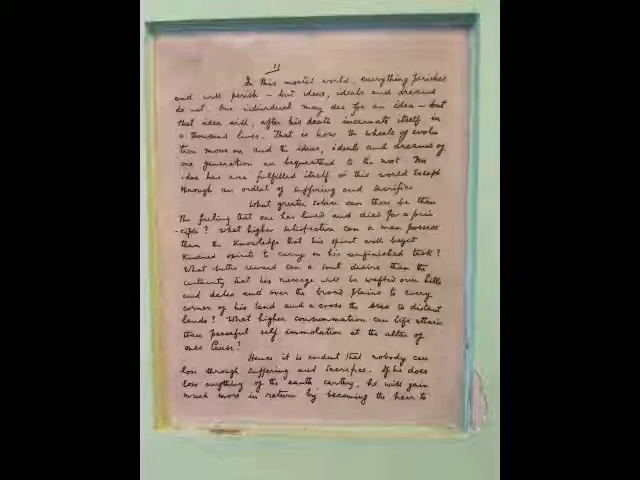 11
In this mortal world, everything perishes
and will perish – but ideas, ideals and dreams
do not. One individual may die for an idea – but
that idea will, after his death incarnate itself in
a thousand lives. That is how the wheels of evolu
tion move on and the ideas, ideals and dreams of
one generation are bequeathed to the next. No
idea has ever fulfilled itself in this world except
through an ordeal of suffering and sacrifice
What greater solace can there be than
the feeling that one has lived and died for a prin
-ciple? What higher satisfaction can a man possess
than the knowledge that his spirit will beget
kindred spirits to carry on his unfinished task?
What better reward can a soul desire than the
certainty that his message will be wafted over hills
and dales and over the broad plains to every
corner of his land and across the seas to distant
lands? What higher consummation can life attain
than peaceful self immolation at the altar of
ones Cause?
Hence it is evident that nobody can
lose through suffering and sacrifice. If he does
lose anything of the earth earthy, he will gain
much more in return by becoming the heir to